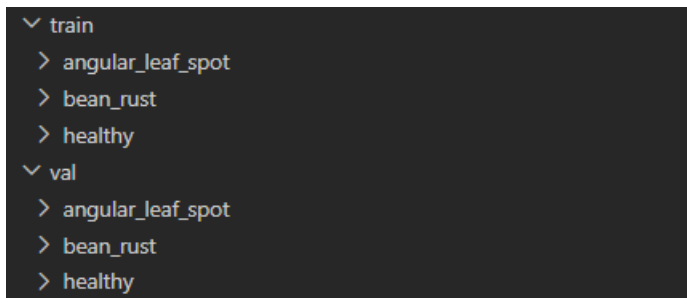 train
angular_leaf_spot
bean_rust
healthy
val
angular_leaf_spot
bean_rust
healthy